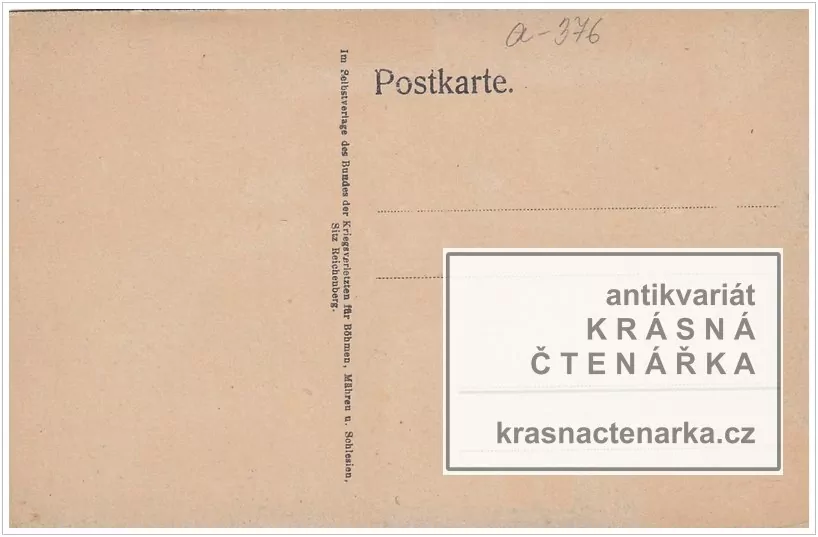 a-376
Postkarte.
Im Selbstverlage des Bundes der Kriegsverletzten für Böhmen, Mähren u. Schlesien,
Sitz Reichenberg.
antikvariát
KRÁSNÁ
ČTENÁŘKA
krasnactenarka.cz